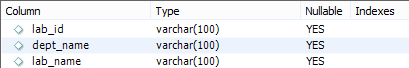 Column Type Nullable Indexes
lab_id varchar(100) YES
dept_name varchar(100) YES
lab_name varchar(100) YES